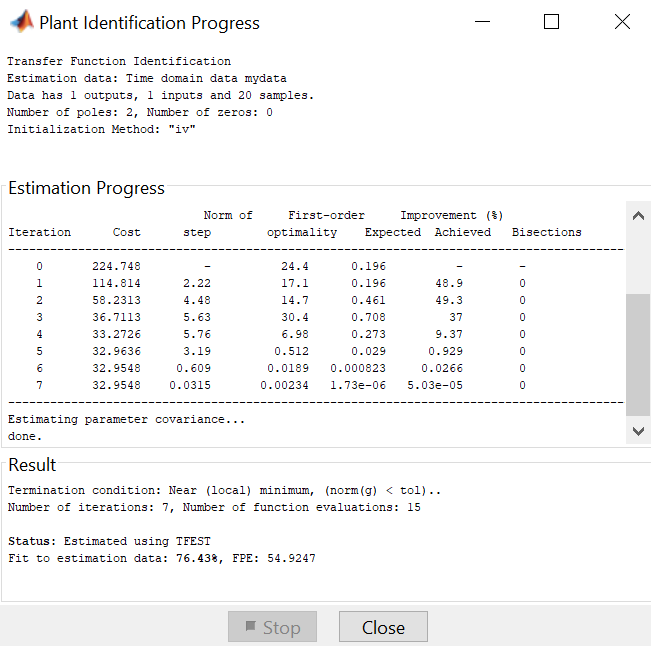 Plant Identification Progress
Transfer Function Identification
Estimation data: Time domain data mydata
Data has 1 outputs, 1 inputs and 20 samples.
Number of poles: 2, Number of zeros: 0
Initialization Method: "iv"
Estimation Progress
Norm of First-order Improvement (%)
Iteration Cost step optimality Expected Achieved Bisections
0 224.748 - 24.4 0.196 - -
1 114.814 2.22 17.1 0.196 48.9 0
2 58.2313 4.48 14.7 0.461 49.3 0
3 36.7113 5.63 30.4 0.708 37 0
4 33.2726 5.76 6.98 0.273 9.37 0
5 32.9636 3.19 0.512 0.029 0.929 0
6 32.9548 0.609 0.0189 0.000823 0.0266 0
7 32.9548 0.0315 0.00234 1.73e-06 5.03e-05 0
Estimating parameter covariance...
done.
Result
Termination condition: Near (local) minimum, (norm(g) < tol)..
Number of iterations: 7, Number of function evaluations: 15
Status: Estimated using TFEST
Fit to estimation data: 76.43%, FPE: 54.9247
Stop Close